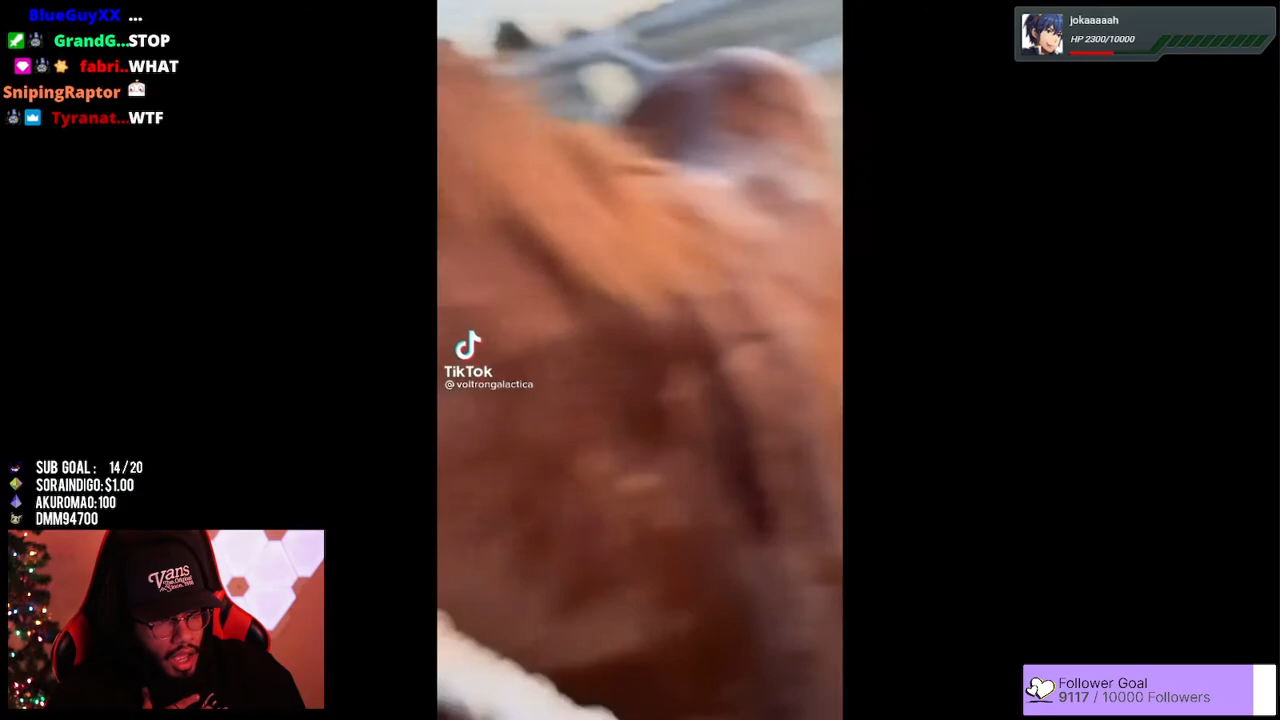 BlueGuyXX ...
GrandG...STOP
fabri..WHAT
SnipingRaptor
Tyranat...WTF
jokaaaaah
HP 2300/10000
TikTok
@voltrongalactica
SUB GOAL: 14/20
SORAINDIGO:$1.00
AKUROMAO:100
DMM94700
Vans
Follower Goal
9117 / 10000 Followers